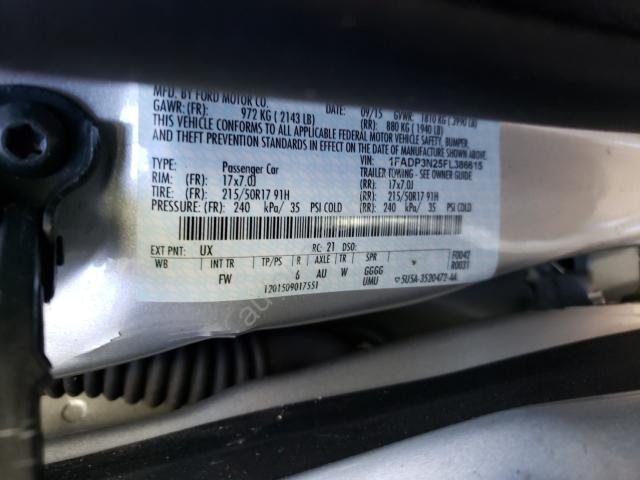 MFD. BY FORD MOTOR CO.
DATE: 09/15 GVWR: 1810 KG ( 3990 LB)
GAWR: (FR): 972 KG ( 2143 LB) (RR): 880 KG ( 1940 LB)
THIS VEHICLE CONFORMS TO ALL APPLICABLE FEDERAL MOTOR VEHICLE SAFETY, BUMPER,
AND THEFT PREVENTION STANDARDS IN EFFECT ON THE DATE OF MANUFACTURE SHOWN ABOVE.
VIN: 1FADP3N25FL386615
TYPE: Passenger Car TRAILER TOWING - SEE OWNER GUIDE
RIM: (FR): 17x7.0J (RR): 17x7.0J
TIRE: (FR): 215/50R17 91H (RR): 215/50R17 91H
PRESSURE: (FR): 240 kPa/ 35 PSI COLD (RR): 240 kPa/ 35 PSI COLD
EXT PNT: UX RC: 21 DSO: F0042
WB INT TR TP/PS R AXLE TR SPR R0031
FW 6 AU W GGGG
1201509017551 UMU 5U5A-3520472-AA